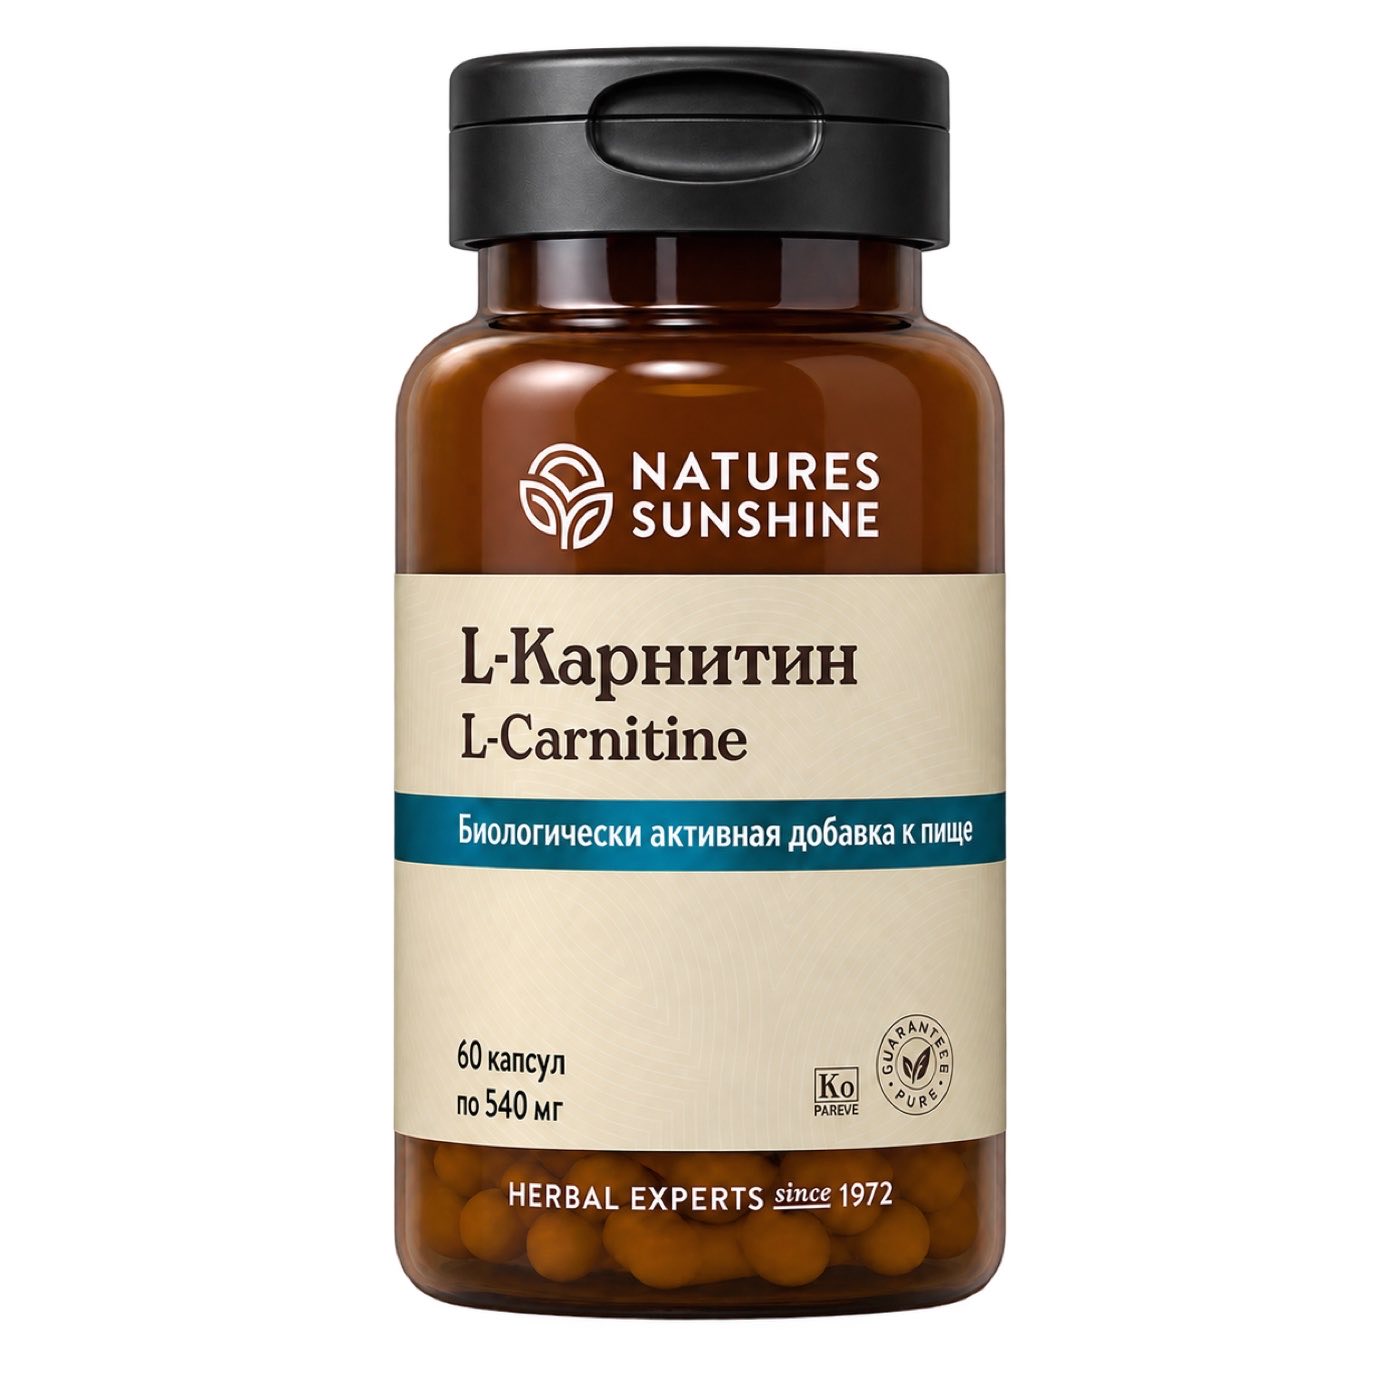 NATURES
SUNSHINE
L-Карнитин
L-Carnitine
Биологически активная добавка к пище
60 капсул
по 540 мг
Ko
PAREVE
GUARANTEED
PURE
HERBAL EXPERTS since 1972